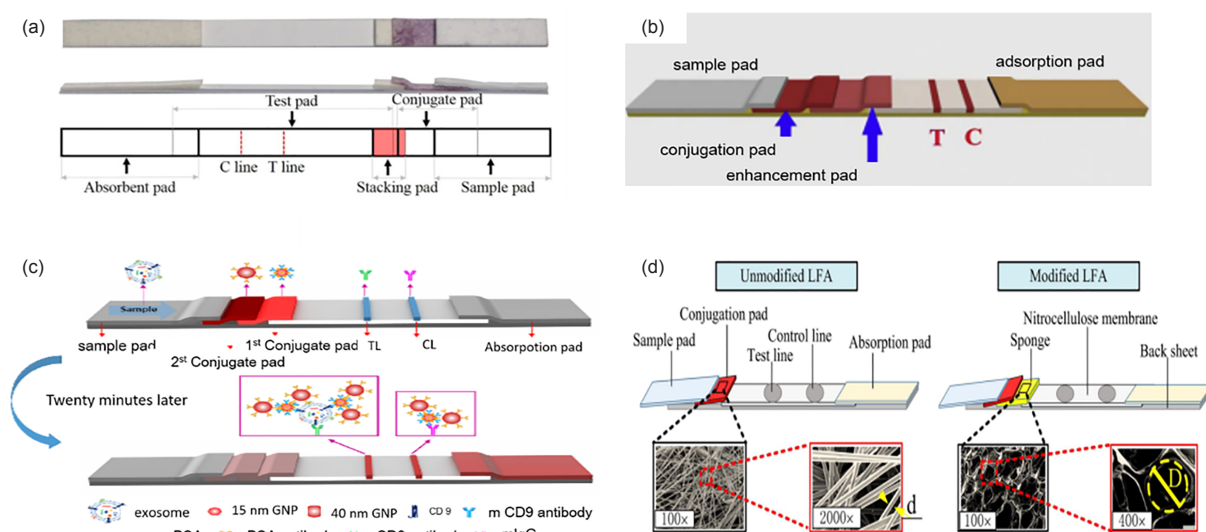 (a)
Test pad
Conjugate pad
C line
T line
Absorbent pad
Stacking pad
Sample pad
(b)
sample pad
adsorption pad
T
C
conjugation pad
enhancement pad
(c)
Sample
sample pad
1st Conjugate pad
TL
CL
Absorpotion pad
2st Conjugate pad
Twenty minutes later
exosome
15 nm GNP
40 nm GNP
CD 9
m CD9 antibody
(d)
Unmodified LFA
Modified LFA
Conjugation pad
Sample pad
Control line
Test line
Absorption pad
Nitrocellulose membrane
Sponge
Back sheet
100×
2000×
d
100×
400×
D